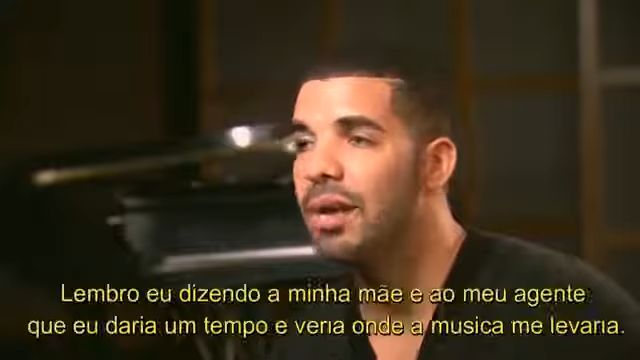 Lembro eu dizendo a minha mãe e ao meu agente
que eu daria um tempo e veria onde a musica me levaria.